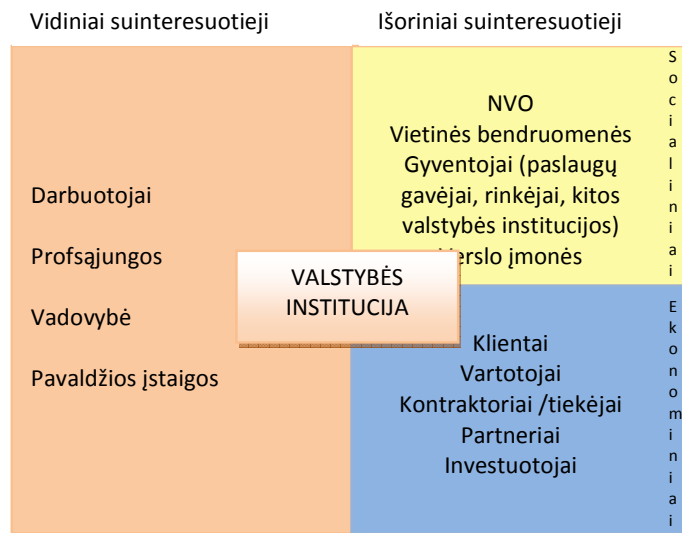 Vidiniai suinteresuotieji
Išoriniai suinteresuotieji
Darbuotojai
Profsąjungos
Vadovybė
Pavaldžios įstaigos
VALSTYBĖS
INSTITUCIJA
NVO
Vietinės bendruomenės
Gyventojai (paslaugų
gavėjai, rinkėjai, kitos
valstybės institucijos)
Verslo įmonės
Socialiniai
Klientai
Vartotojai
Kontraktoriai /tiekėjai
Partneriai
Investuotojai
Ekonominiai